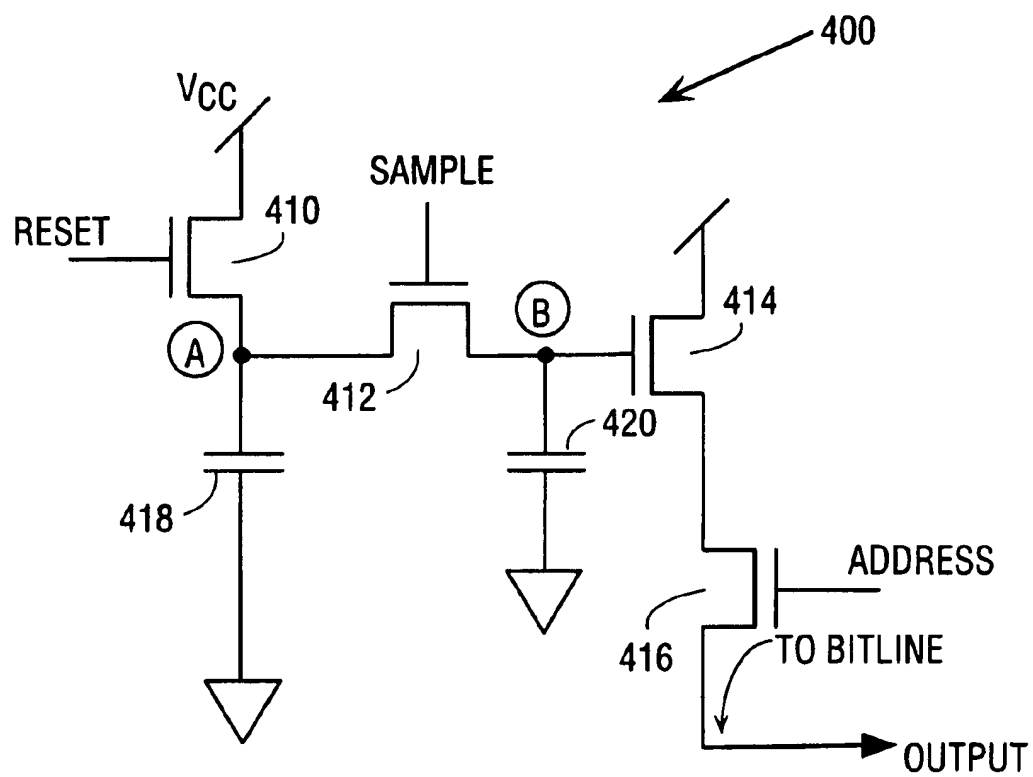 400
VCC
SAMPLE
RESET
410
A
B
414
412
420
418
ADDRESS
416
TO BITLINE
OUTPUT